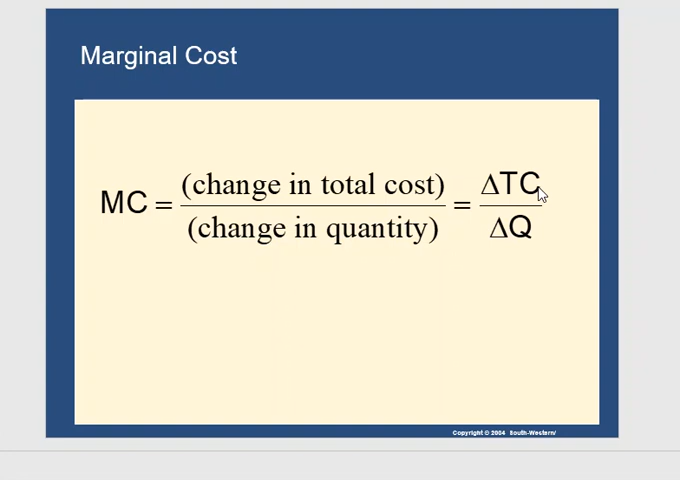 Marginal Cost
MC = (change in total cost) / (change in quantity) = ΔTC / ΔQ
Copyright © 2004 South-Western/